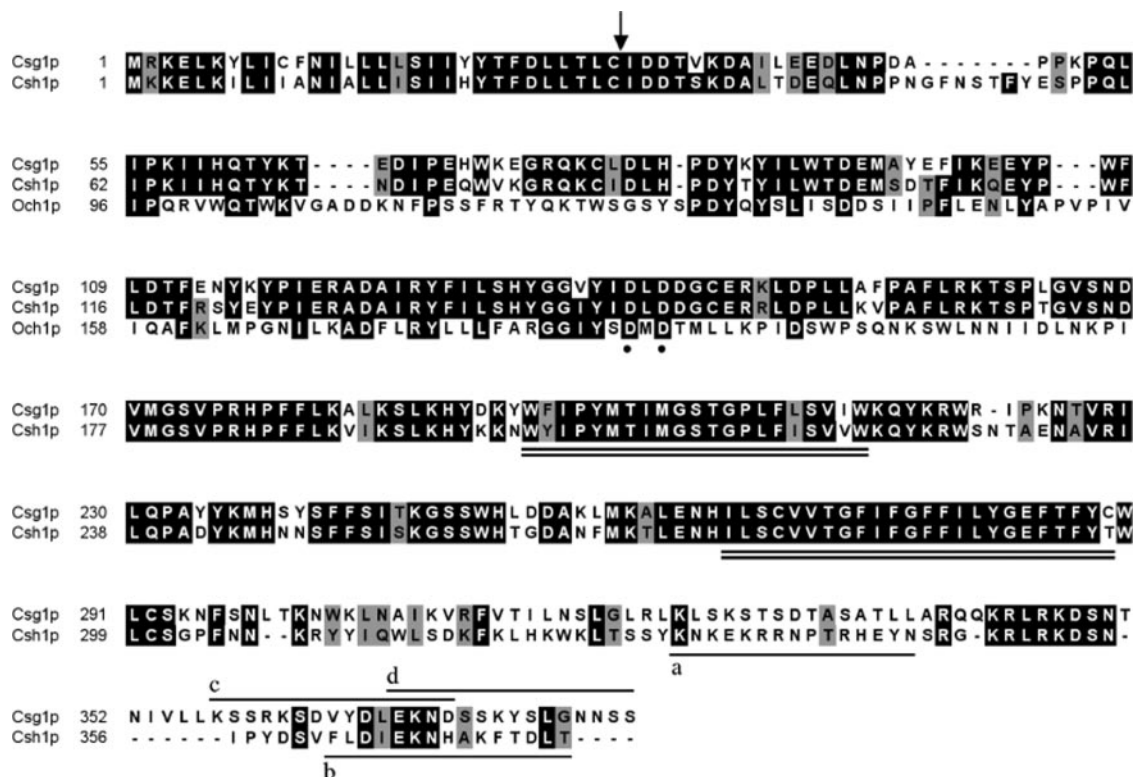 Csg1p 1 MRKELKYLICFNILLLLSIIYYTFDLLTLCIDDTVKDAILEEDLNPDA-------PPKPQL
Csh1p 1 MKKELKILIIANIALLISIIHYTFDLLTLCIDDTSKDALTDEQLNPPNGFNSTFYESPPQL
Csg1p 55 IPKIIHQTYKT----EDIPEHWKEGRQKCLDLH-PDYKYILWTDEMAYEFIKEEYP---WF
Csh1p 62 IPKIIHQTYKT----NDIPEQWVKGRQKCIDLH-PDYTYILWTDEMSDTFIKQEYP---WF
Och1p 96 IPQRVWQTWKVGADDKNFPSSFRTYQKTWSGSYSPDYQYSLISDDSIIPFLENLYAPVPIV
Csg1p 109 LDTFENYKYPIERADAIRYFILSHYGGVYIDLDDGCERKLDPLLAFPAFLRKTSPLGVSND
Csh1p 116 LDTFRSYEYPIERADAIRYFILSHYGGIYIDLDDGCERRLDPLLKVPAFLRKTSPTGVSND
Och1p 158 IQAFKLMPGNILKADFLRYLLLFARGGIYSDMDTMLLKPIDSWPSQNKSWLNNIIDLNKPI
Csg1p 170 VMGSVPRHPFFLKALKSLKHYDKYWFIPYMTIMGSTGPLFLSVIWKQYKRWR-IPKNTVRI
Csh1p 177 VMGSVPRHPFFLKVIKSLKHYKKNWYIPYMTIMGSTGPLFISVVWKQYKRWSNTAENAVRI
Csg1p 230 LQPAYYKMHSYSFFSITKGSSWHLDDAKLMKALENHILSCVVTGFIFGFFILYGEFTFYCW
Csh1p 238 LQPADYKMHNNSFFSISKGSSWHTGDANFMKTLENHILSCVVTGFIFGFFILYGEFTFYTW
Csg1p 291 LCSKNFSNLTKNWKLNAIKVRFVTILNSLGLRLKLSKSTSDTASATLLARQQKRLRKDSNT
Csh1p 299 LCSGPFNN--KRYYIQWLSDKFKLHKWKLTSSYKNKEKRRNPTRHEYNSRG-KRLRKDSN-
a
c d
Csg1p 352 NIVLLKSSRKSDVYDLEKNDSSKYSLGNNSS
Csh1p 356 ------IPYDSVFLDIEKNHAKFTDLT----
b